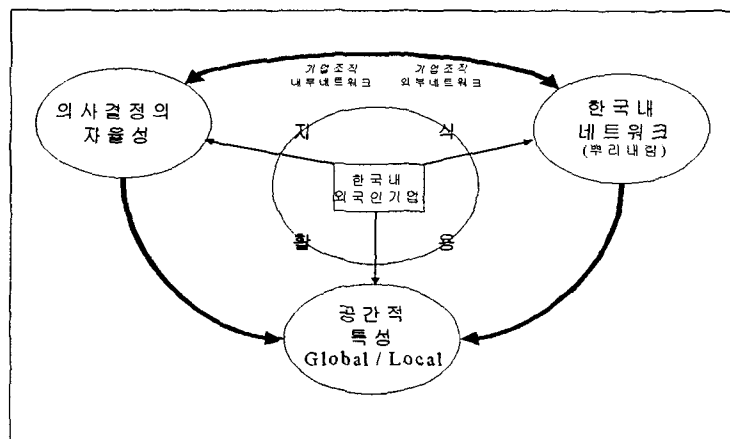 기업조직 기업조직
내부네트워크 외부네트워크
의사결정의
자율성
한국내
네트워크
(뿌리내림)
지 식
한국내
외국인기업
활 용
공간적
특성
Global / Local